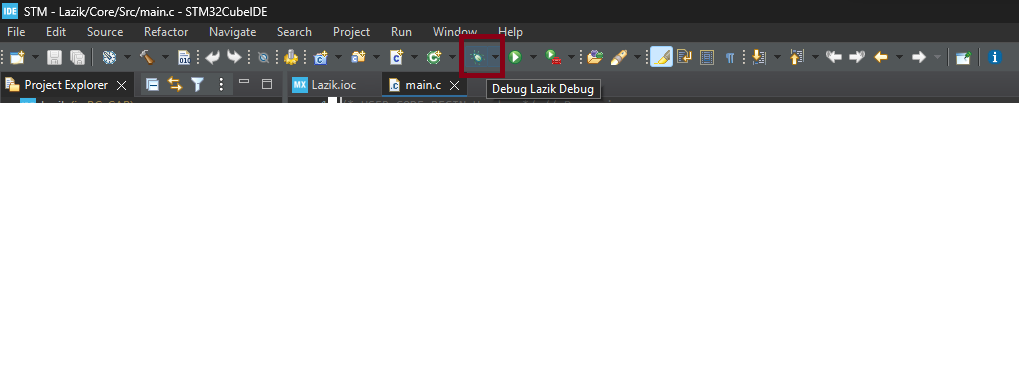 IDE STM - Lazik/Core/Src/main.c - STM32CubeIDE
File Edit Source Refactor Navigate Search Project Run Window Help
010
Project Explorer
MX Lazik.ioc
.c main.c
Debug Lazik Debug